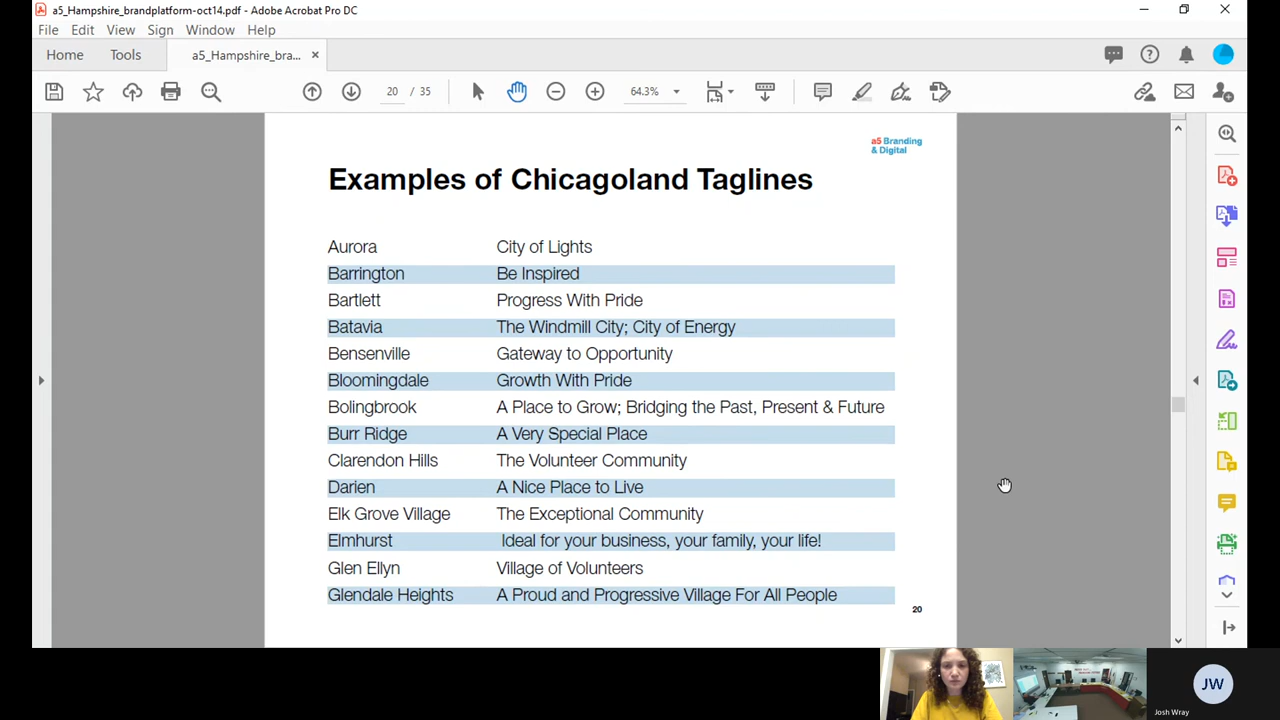 a5_Hampshire_brandplatform-oct14.pdf - Adobe Acrobat Pro DC
File Edit View Sign Window Help
Home Tools a5_Hampshire_bra... ×
20 / 35 64.3%
a5 Branding
& Digital
Examples of Chicagoland Taglines
Aurora City of Lights
Barrington Be Inspired
Bartlett Progress With Pride
Batavia The Windmill City; City of Energy
Bensenville Gateway to Opportunity
Bloomingdale Growth With Pride
Bolingbrook A Place to Grow; Bridging the Past, Present & Future
Burr Ridge A Very Special Place
Clarendon Hills The Volunteer Community
Darien A Nice Place to Live
Elk Grove Village The Exceptional Community
Elmhurst Ideal for your business, your family, your life!
Glen Ellyn Village of Volunteers
Glendale Heights A Proud and Progressive Village For All People
20
JW
Josh Wray